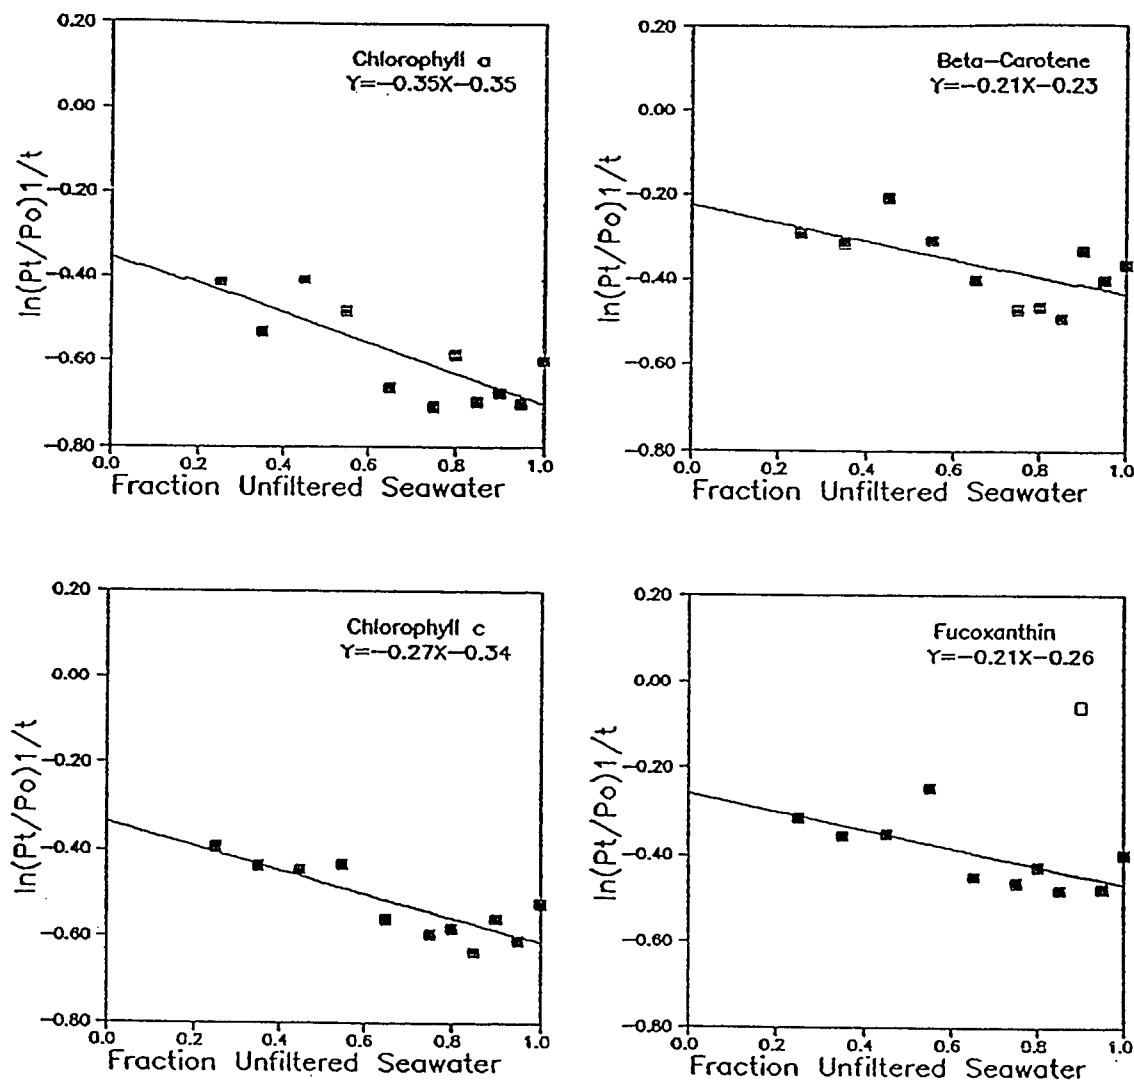 0.20
Chlorophyll a
Y=-0.35X-0.35
0.00
-0.20
-0.40
-0.60
-0.80
ln(Pt/Po)1/t
0.0 0.2 0.4 0.6 0.8 1.0
Fraction Unfiltered Seawater
0.20
Beta-Carotene
Y=-0.21X-0.23
0.00
-0.20
-0.40
-0.60
-0.80
ln(Pt/Po)1/t
0.0 0.2 0.4 0.6 0.8 1.0
Fraction Unfiltered Seawater
0.20
Chlorophyll c
Y=-0.27X-0.34
0.00
-0.20
-0.40
-0.60
-0.80
ln(Pt/Po)1/t
0.0 0.2 0.4 0.6 0.8 1.0
Fraction Unfiltered Seawater
0.20
Fucoxanthin
Y=-0.21X-0.26
0.00
-0.20
-0.40
-0.60
-0.80
ln(Pt/Po)1/t
0.0 0.2 0.4 0.6 0.8 1.0
Fraction Unfiltered Seawater